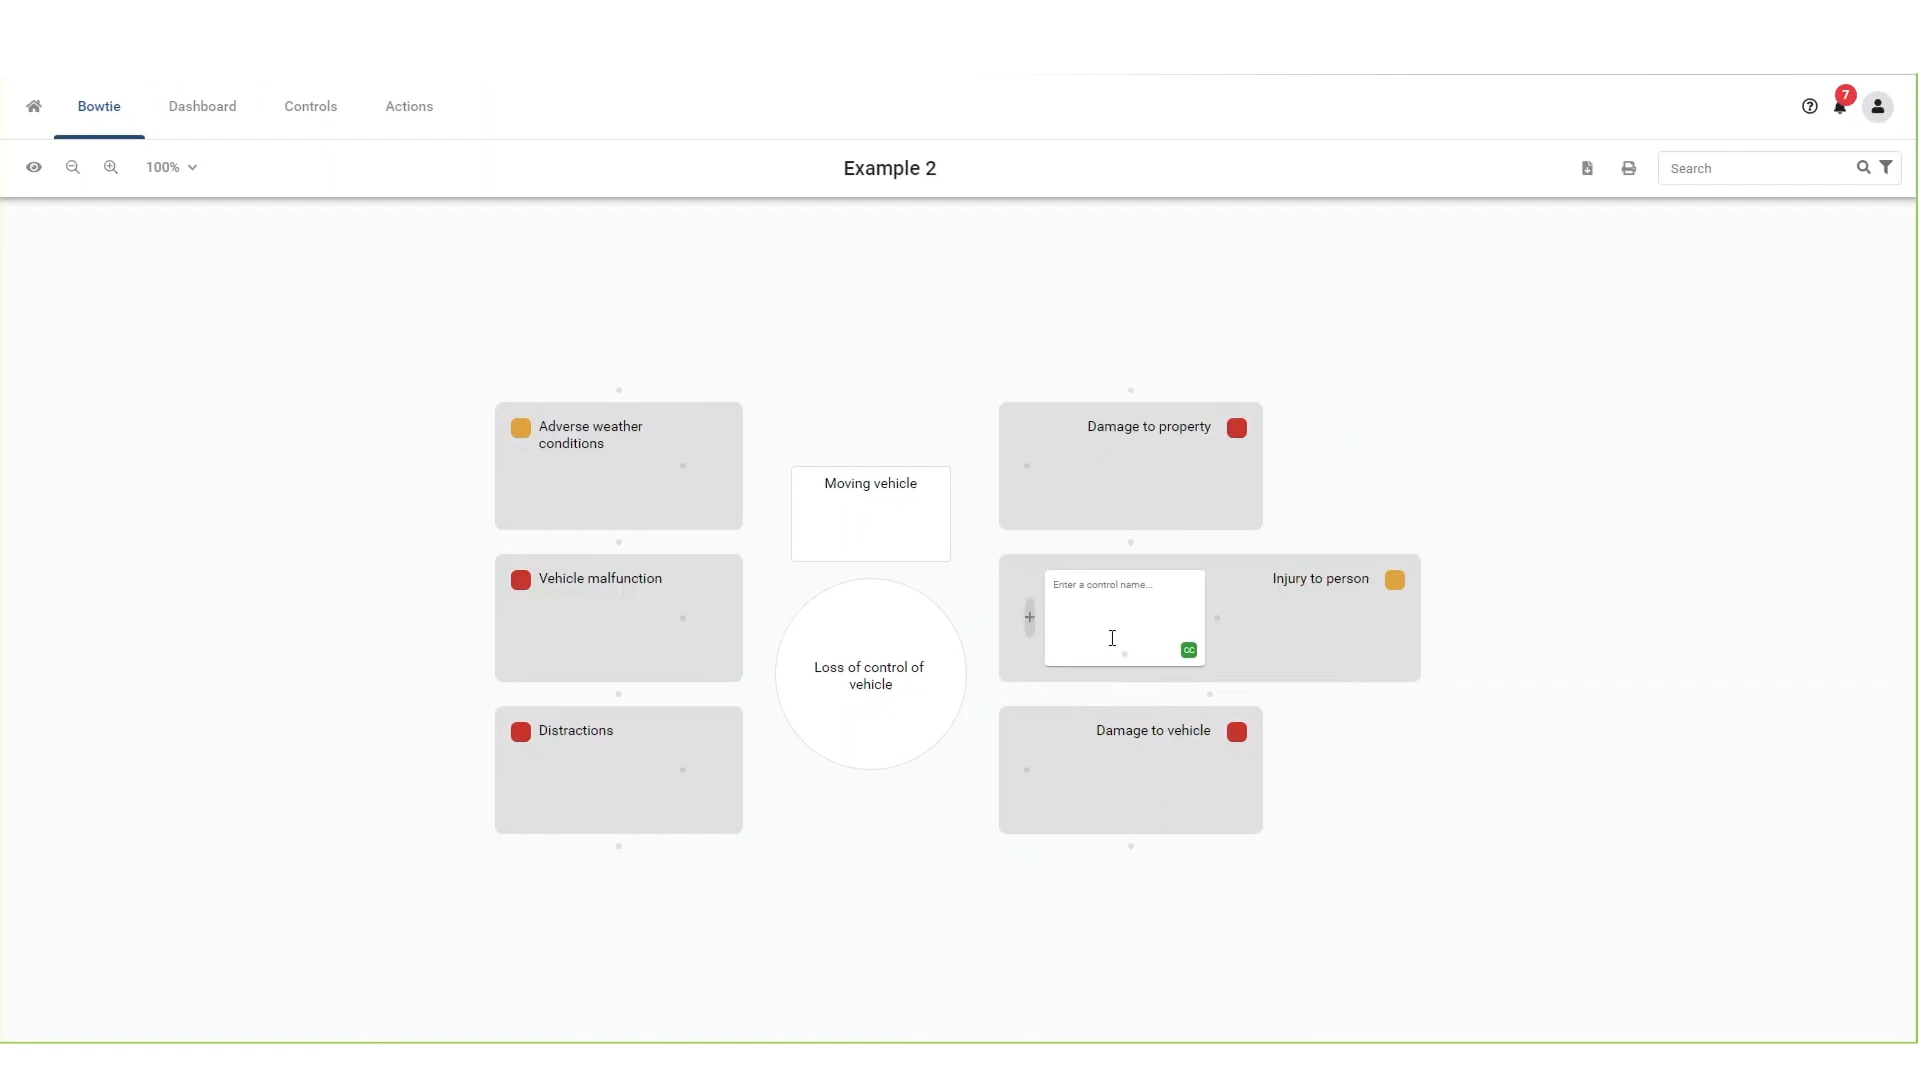 Bowtie
Dashboard
Controls
Actions
7
100%
Example 2
Search
Adverse weather
conditions
Damage to property
Moving vehicle
Vehicle malfunction
Enter a control name...
CC
Injury to person
Loss of control of
vehicle
Distractions
Damage to vehicle